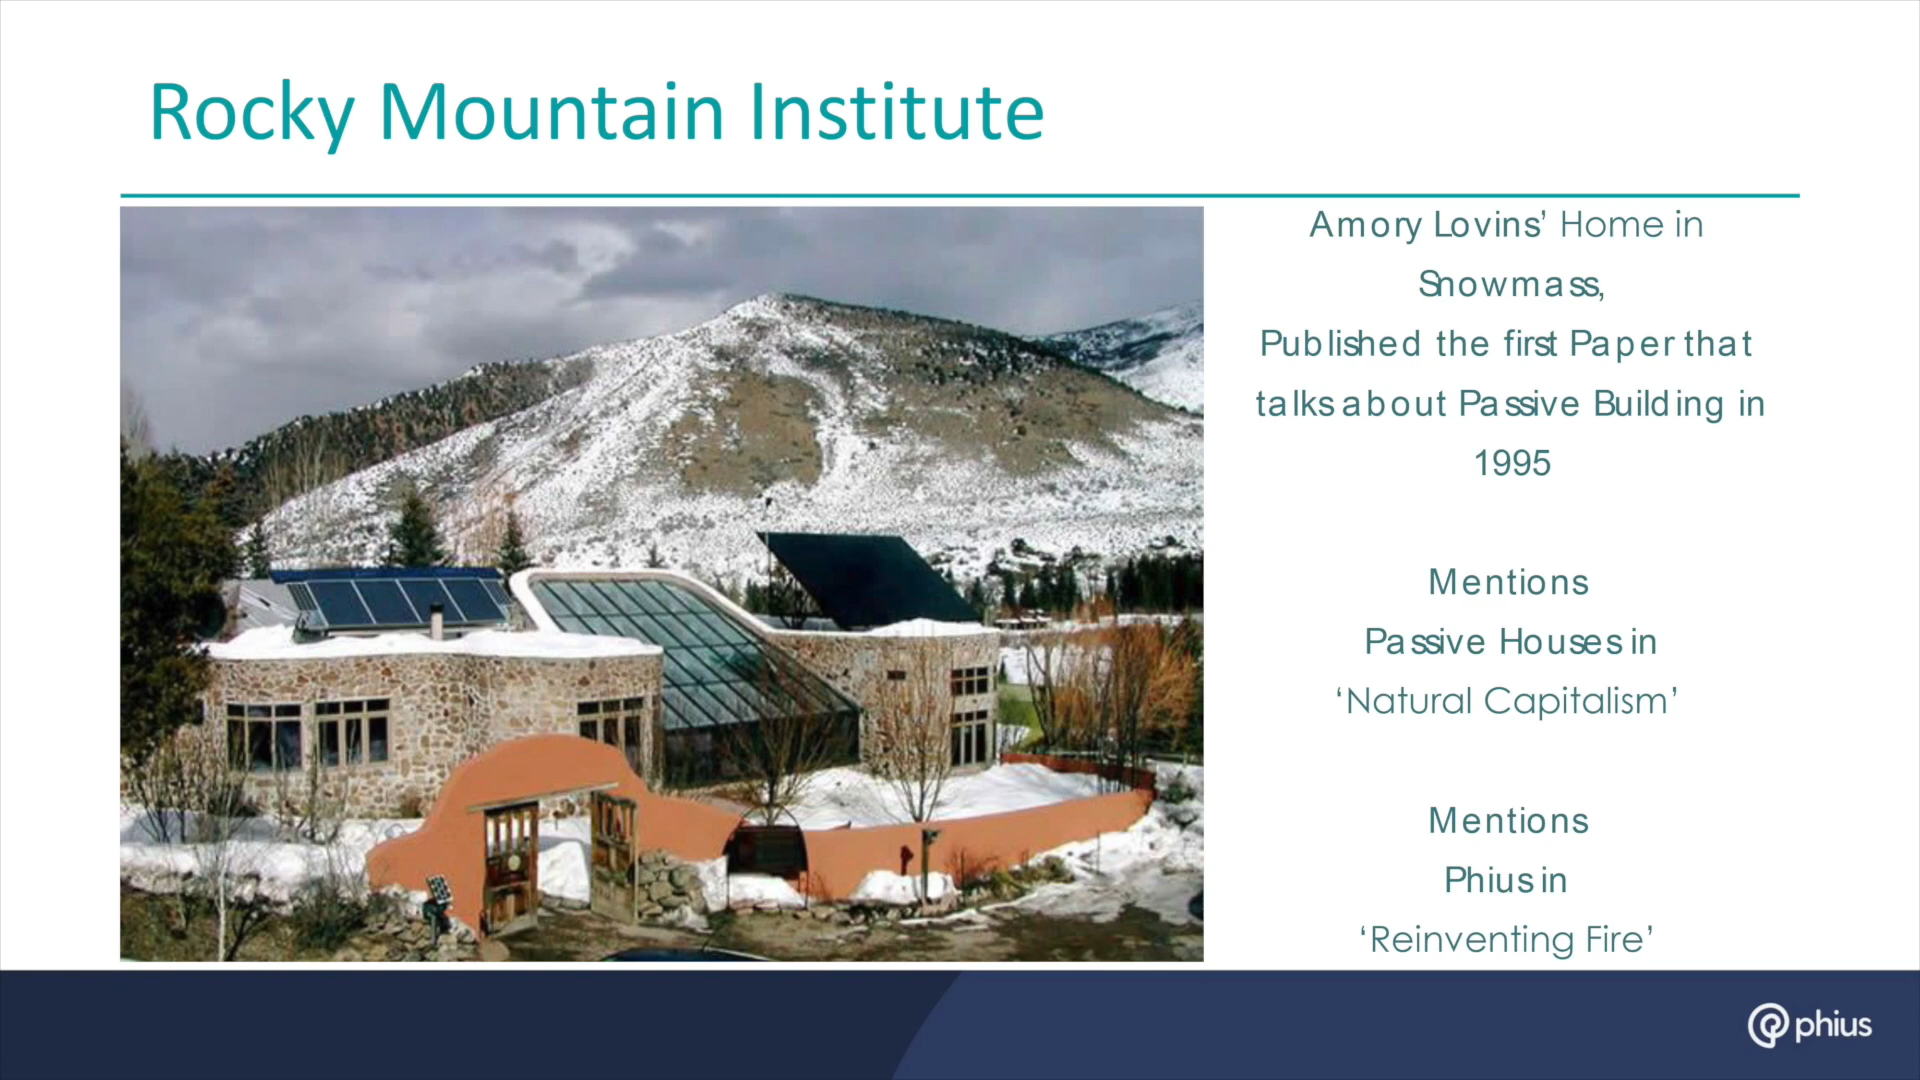 Rocky Mountain Institute
Amory Lovins’ Home in
Snowmass,
Published the first Paper that
talks about Passive Building in
1995
Mentions
Passive Houses in
‘Natural Capitalism’
Mentions
Phius in
‘Reinventing Fire’
phius